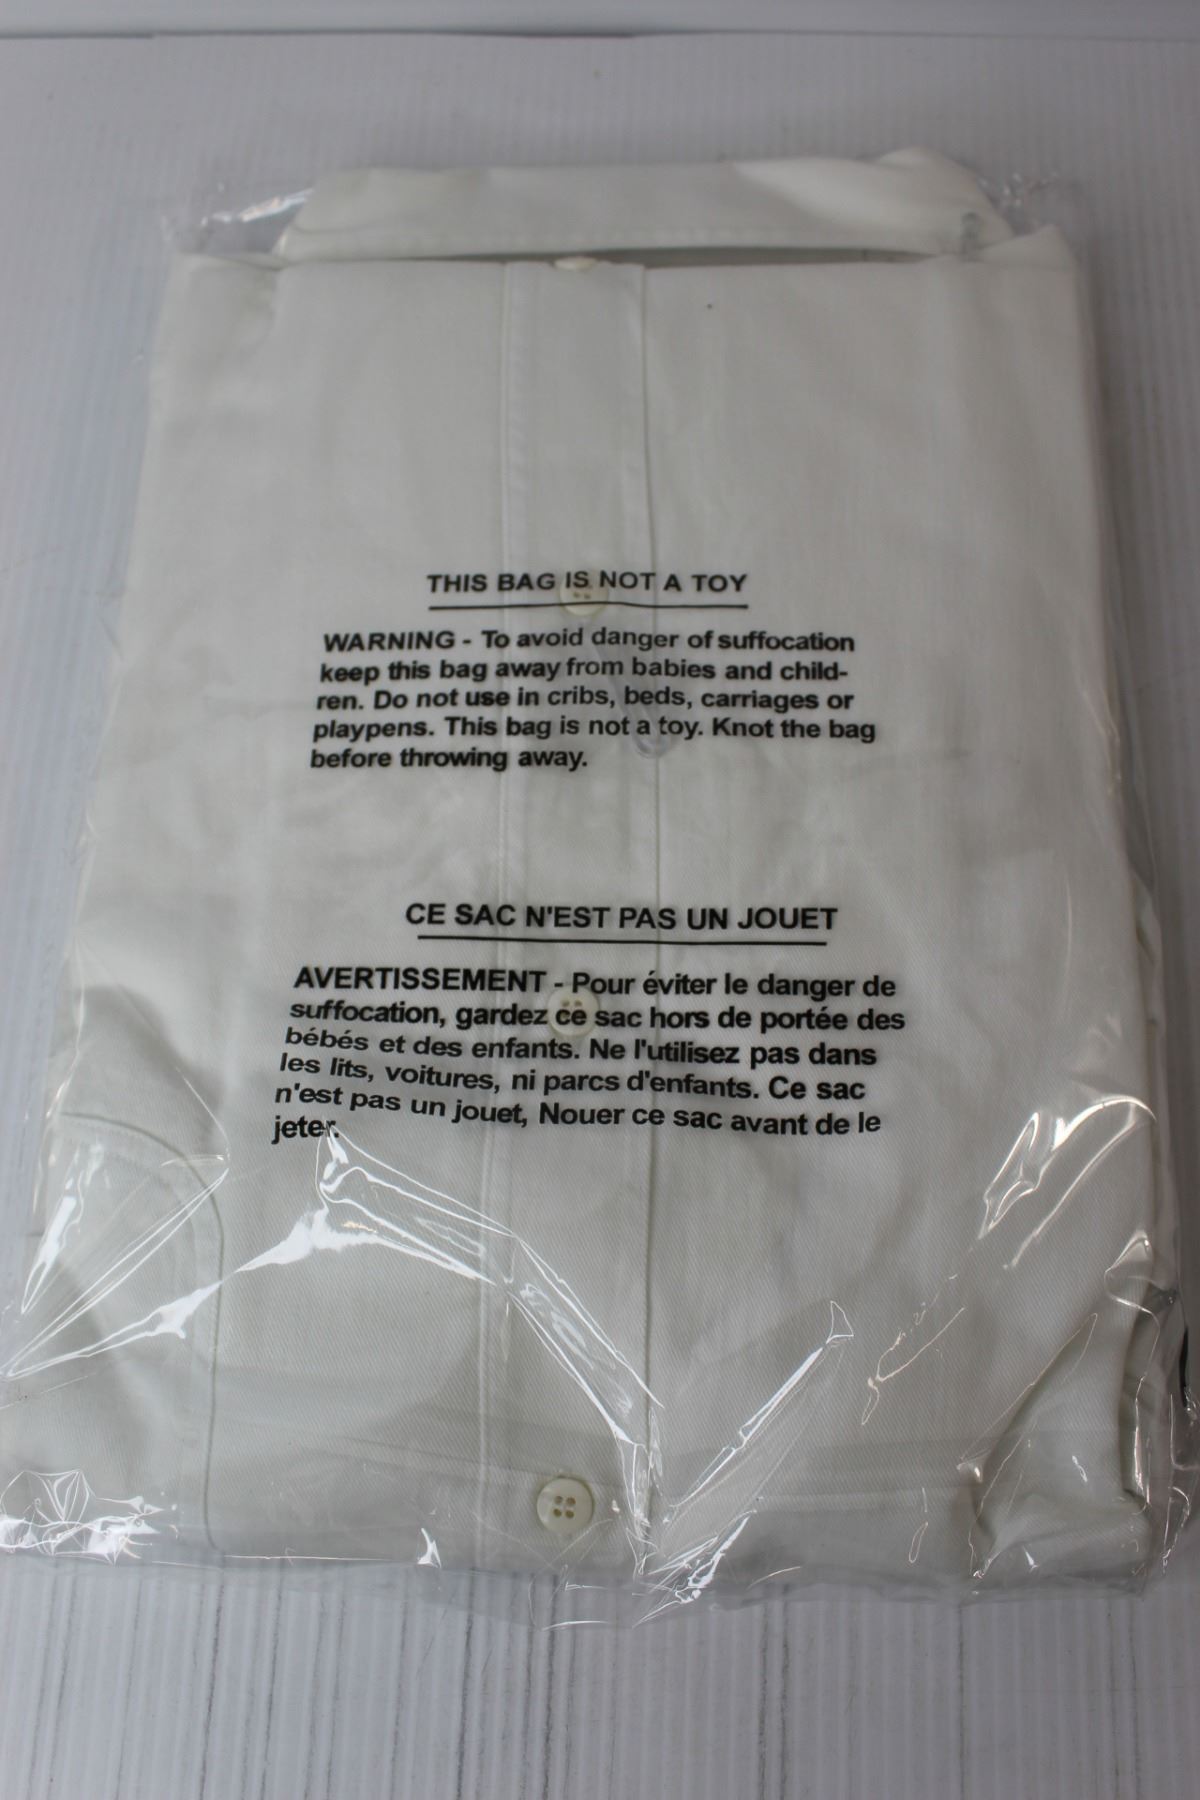 THIS BAG IS NOT A TOY
WARNING - To avoid danger of suffocation
keep this bag away from babies and child-
ren. Do not use in cribs, beds, carriages or
playpens. This bag is not a toy. Knot the bag
before throwing away.
CE SAC N'EST PAS UN JOUET
AVERTISSEMENT - Pour éviter le danger de
suffocation, gardez ce sac hors de portée des
bébés et des enfants. Ne l'utilisez pas dans
les lits, voitures, ni parcs d'enfants. Ce sac
n'est pas un jouet, Nouer ce sac avant de le
jeter.